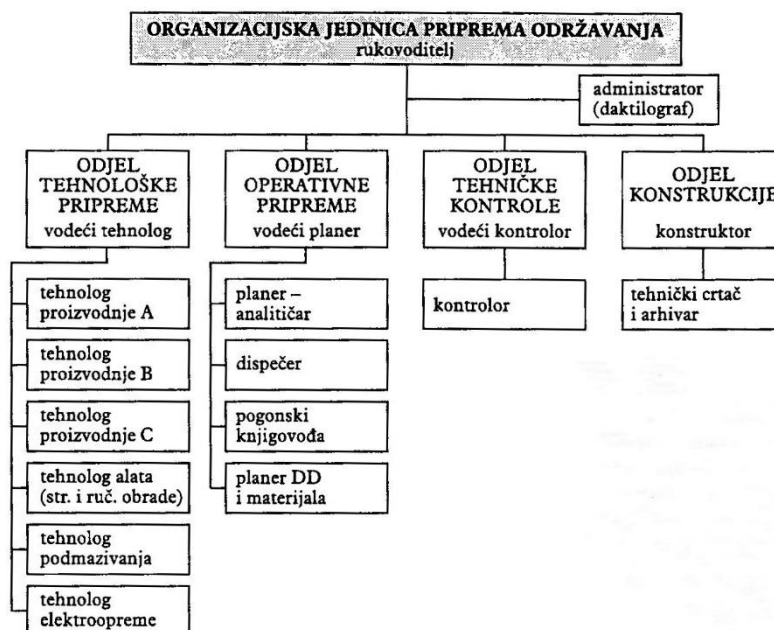 ORGANIZACIJSKA JEDINICA PRIPREMA ODRŽAVANJA
rukovoditelj
administrator
(daktilograf)
ODJEL
TEHNOLOŠKE
PRIPREME
vodeći tehnolog
tehnolog
proizvodnje A
tehnolog
proizvodnje B
tehnolog
proizvodnje C
tehnolog alata
(str. i ruč. obrade)
tehnolog
podmazivanja
tehnolog
elektroopreme
ODJEL
OPERATIVNE
PRIPREME
vodeći planer
planer –
analitičar
dispečer
pogonski
knjigovođa
planer DD
i materijala
ODJEL
TEHNIČKE
KONTROLE
vodeći kontrolor
kontrolor
ODJEL
KONSTRUKCIJE
konstruktor
tehnički crtač
i arhivar